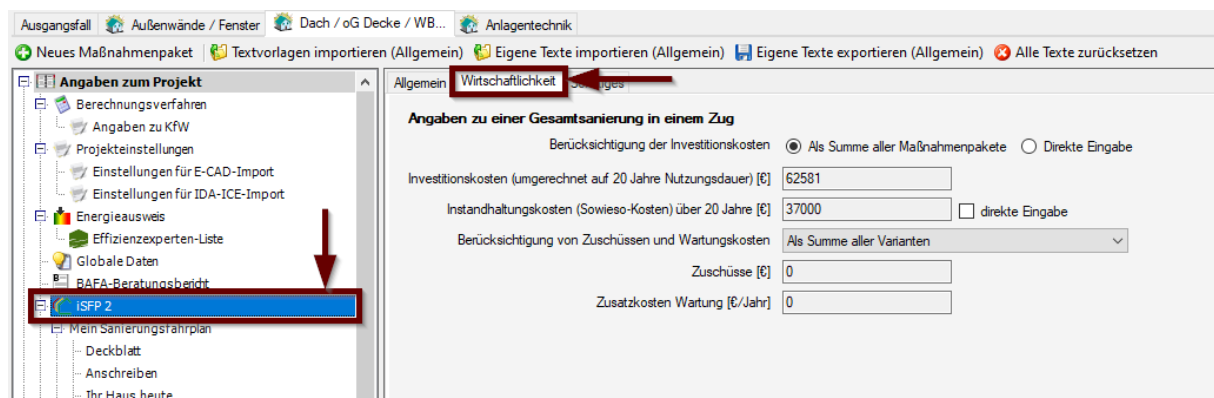 Ausgangsfall Außenwände / Fenster Dach / oG Decke / WB... Anlagentechnik
Neues Maßnahmenpaket Textvorlagen importieren (Allgemein) Eigene Texte importieren (Allgemein) Eigene Texte exportieren (Allgemein) Alle Texte zurücksetzen
Angaben zum Projekt
Berechnungsverfahren
Angaben zu KfW
Projekteinstellungen
Einstellungen für E-CAD-Import
Einstellungen für IDA-ICE-Import
Energieausweis
Effizienzexperten-Liste
Globale Daten
BAFA-Beratungsbericht
iSFP 2
Mein Sanierungsfahrplan
Deckblatt
Anschreiben
Ihr Haus heute
Allgemein Wirtschaftlichkeit
Angaben zu einer Gesamtsanierung in einem Zug
Berücksichtigung der Investitionskosten Als Summe aller Maßnahmenpakete Direkte Eingabe
Investitionskosten (umgerechnet auf 20 Jahre Nutzungsdauer) [€] 62581
Instandhaltungskosten (Sowieso-Kosten) über 20 Jahre [€] 37000 direkte Eingabe
Berücksichtigung von Zuschüssen und Wartungskosten Als Summe aller Varianten
Zuschüsse [€] 0
Zusatzkosten Wartung [€/Jahr] 0